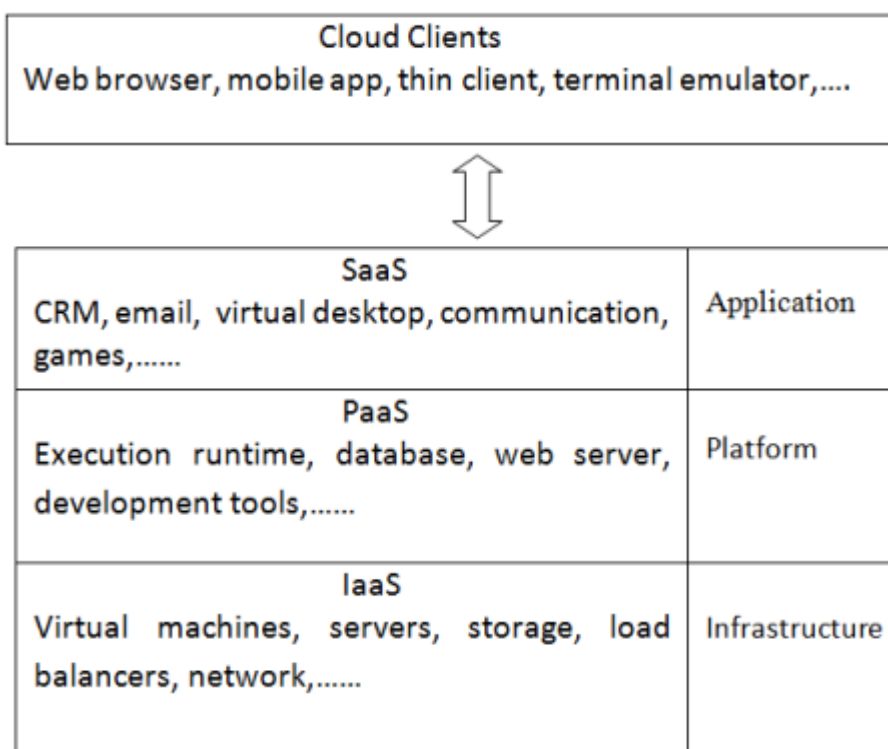 Cloud Clients
Web browser, mobile app, thin client, terminal emulator,....
SaaS
CRM, email, virtual desktop, communication,
games,......
Application
PaaS
Execution runtime, database, web server,
development tools,......
Platform
IaaS
Virtual machines, servers, storage, load
balancers, network,......
Infrastructure